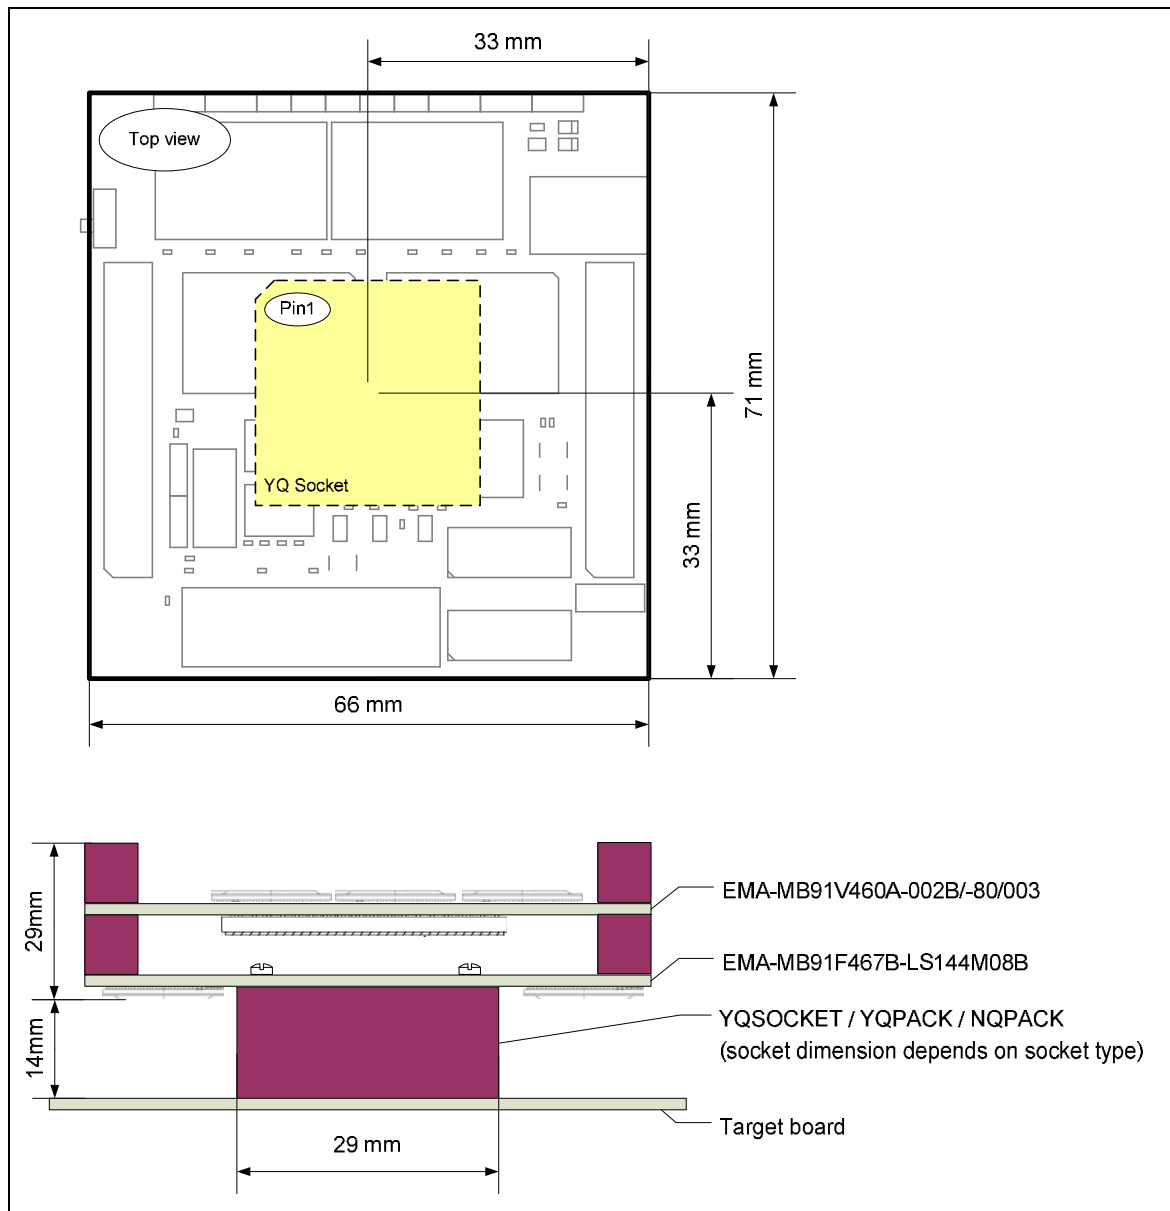 33 mm
Top view
Pin1
71 mm
YQ Socket
33 mm
66 mm
29mm
EMA-MB91V460A-002B/-80/003
EMA-MB91F467B-LS144M08B
14mm
YQSOCKET / YQPACK / NQPACK
(socket dimension depends on socket type)
Target board
29 mm